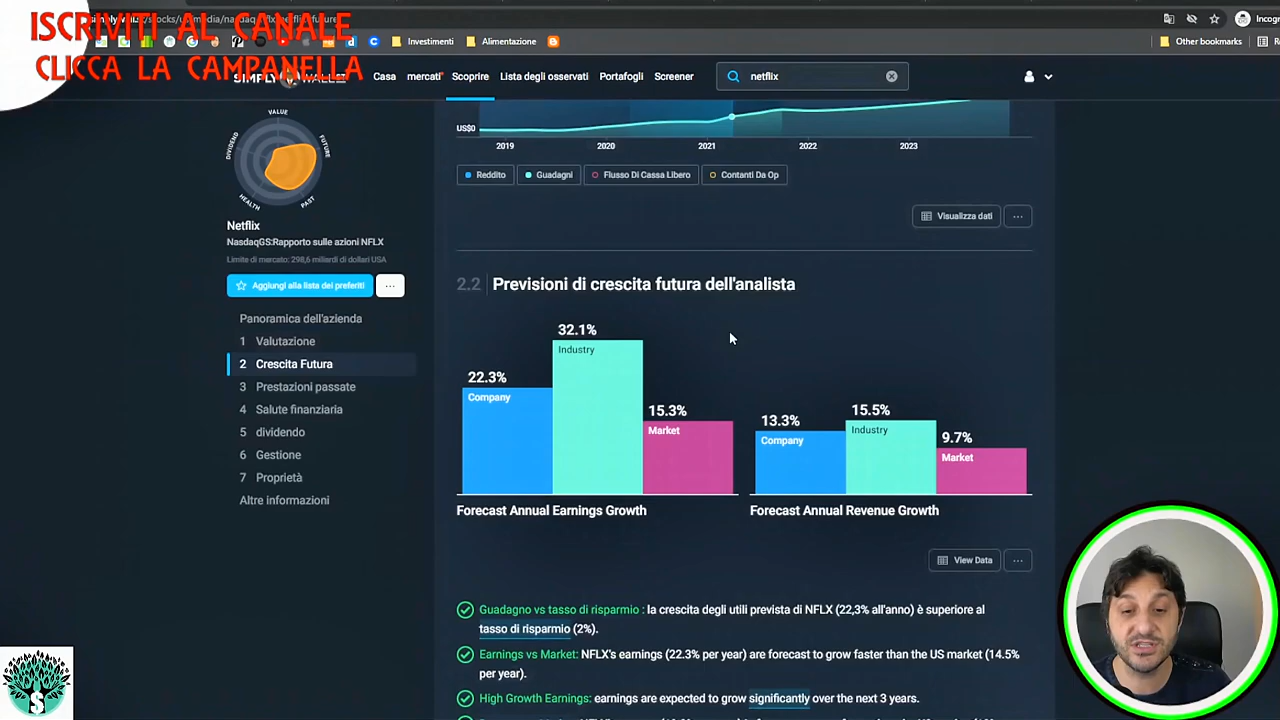 ISCRIVITI AL CANALE
CLICCA LA CAMPANELLA
Investimenti
Alimentazione
Other bookmarks
SIMPLY WALL ST
Casa
mercati
Scoprire
Lista degli osservati
Portafogli
Screener
netflix
VALUE
FUTURE
PAST
HEALTH
DIVIDEND
Netflix
NasdaqGS:Rapporto sulle azioni NFLX
Limite di mercato: 298,6 miliardi di dollari USA
Aggiungi alla lista dei preferiti
...
Panoramica dell'azienda
1 Valutazione
2 Crescita Futura
3 Prestazioni passate
4 Salute finanziaria
5 dividendo
6 Gestione
7 Proprietà
Altre informazioni
US$0
2019 2020 2021 2022 2023
Reddito
Guadagni
Flusso Di Cassa Libero
Contanti Da Op
Visualizza dati
...
2.2 Previsioni di crescita futura dell'analista
32.1%
Industry
22.3%
Company
15.3%
Market
Forecast Annual Earnings Growth
13.3%
Company
15.5%
Industry
9.7%
Market
Forecast Annual Revenue Growth
View Data
...
Guadagno vs tasso di risparmio : la crescita degli utili prevista di NFLX (22,3% all'anno) è superiore al
tasso di risparmio (2%).
Earnings vs Market: NFLX's earnings (22.3% per year) are forecast to grow faster than the US market (14.5%
per year).
High Growth Earnings: earnings are expected to grow significantly over the next 3 years.